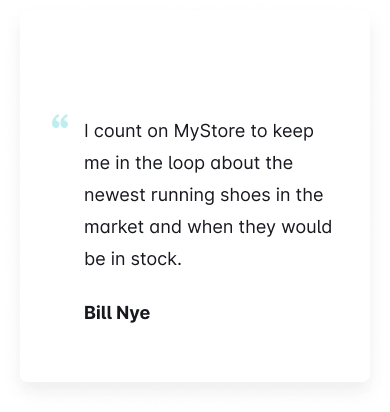 “ I count on MyStore to keep
me in the loop about the
newest running shoes in the
market and when they would
be in stock.
Bill Nye